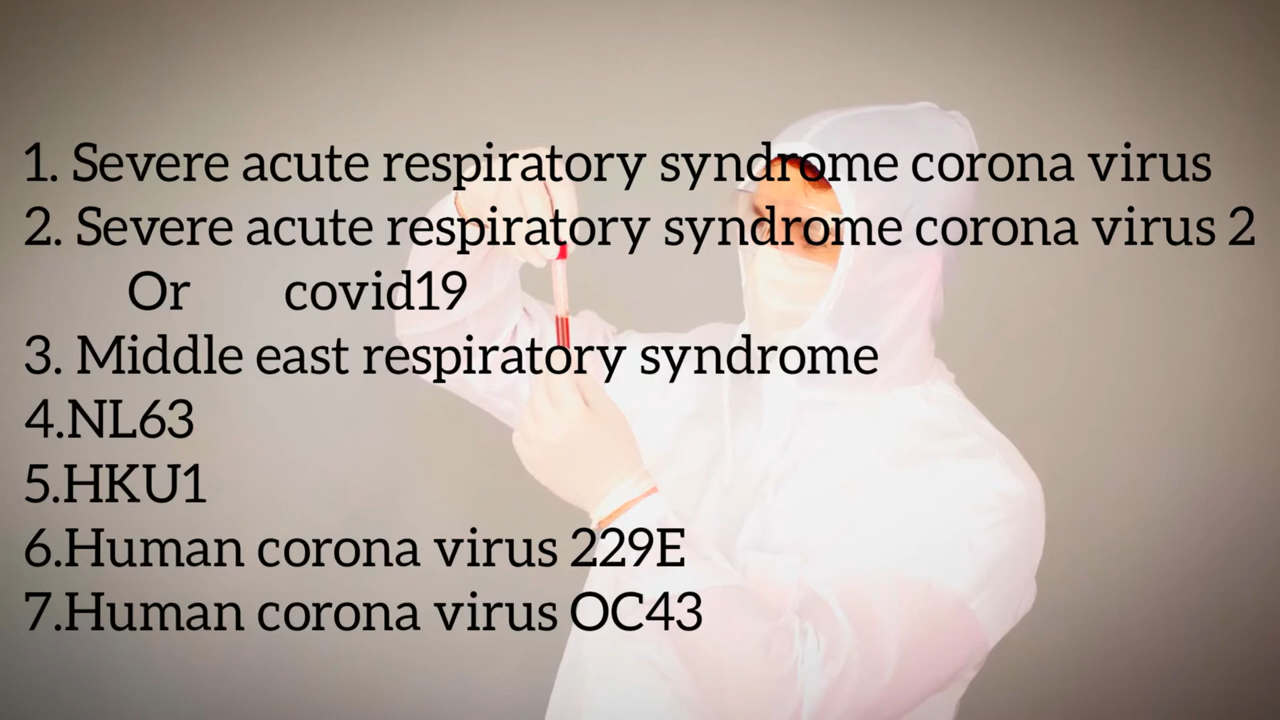 1. Severe acute respiratory syndrome corona virus
2. Severe acute respiratory syndrome corona virus 2
Or covid19
3. Middle east respiratory syndrome
4.NL63
5.HKU1
6.Human corona virus 229E
7.Human corona virus OC43